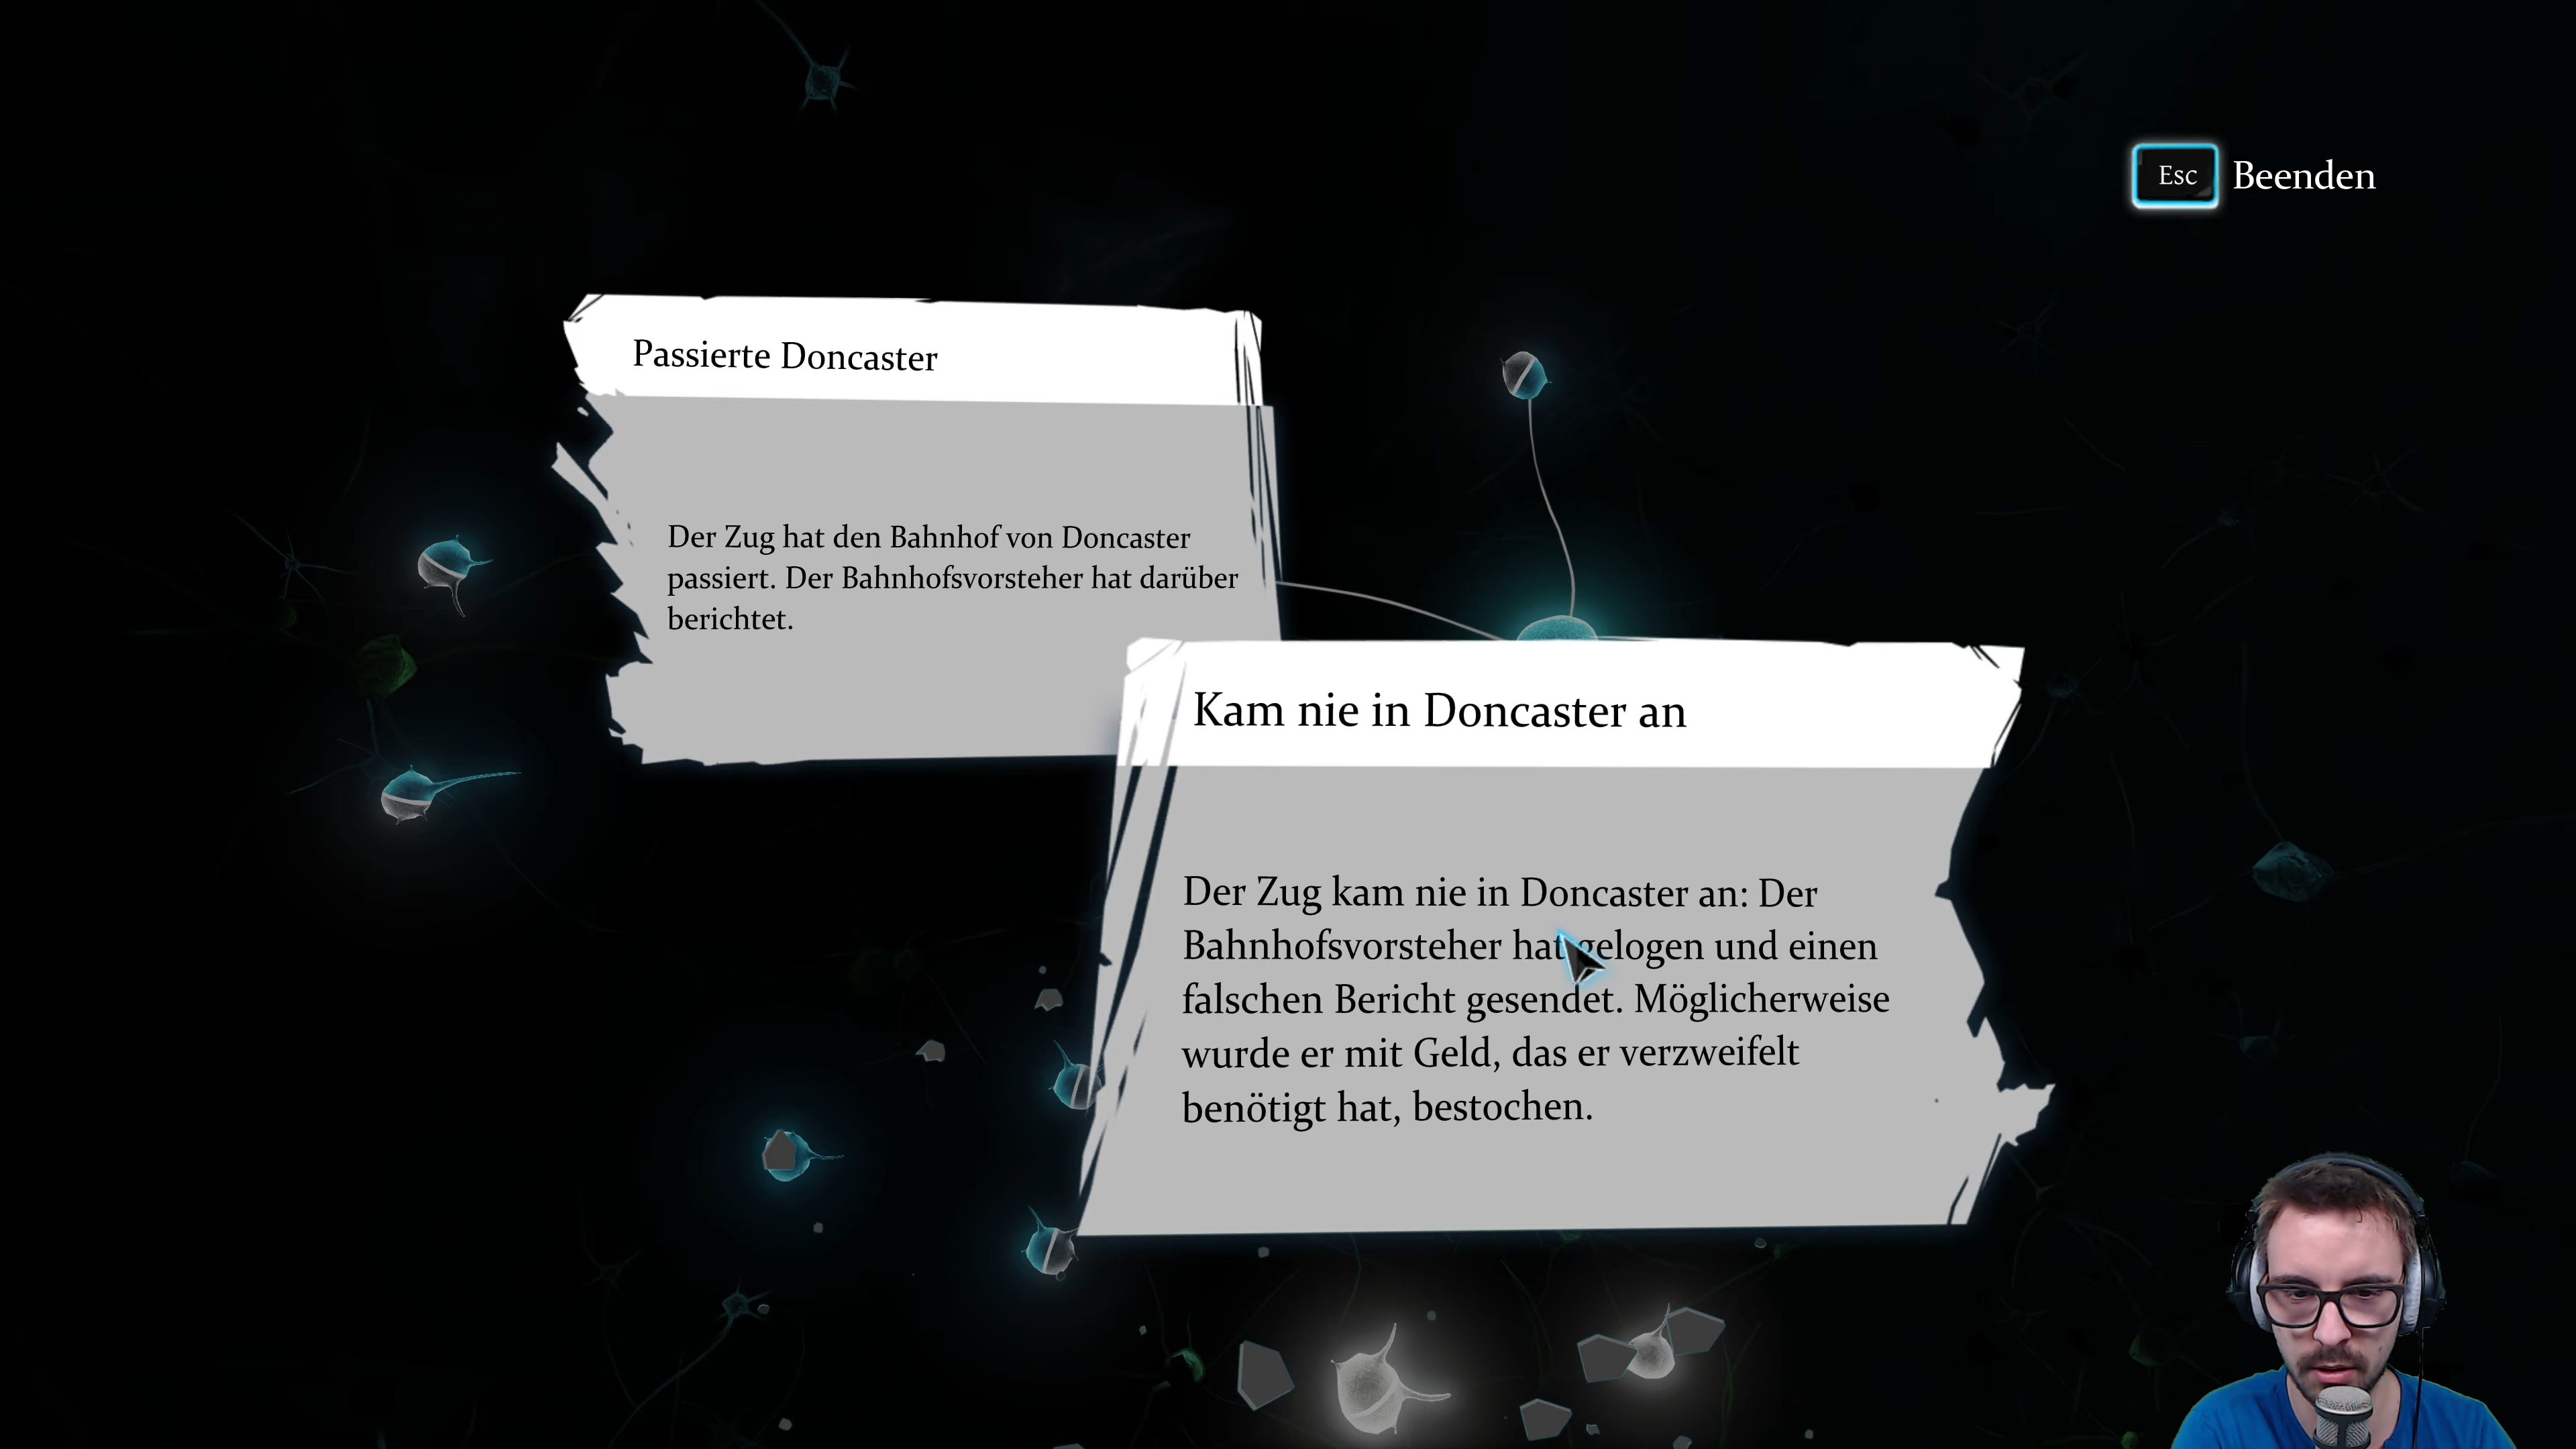 Esc Beenden
Passierte Doncaster
Der Zug hat den Bahnhof von Doncaster
passiert. Der Bahnhofsvorsteher hat darüber
berichtet.
Kam nie in Doncaster an
Der Zug kam nie in Doncaster an: Der
Bahnhofsvorsteher hat gelogen und einen
falschen Bericht gesendet. Möglicherweise
wurde er mit Geld, das er verzweifelt
benötigt hat, bestochen.